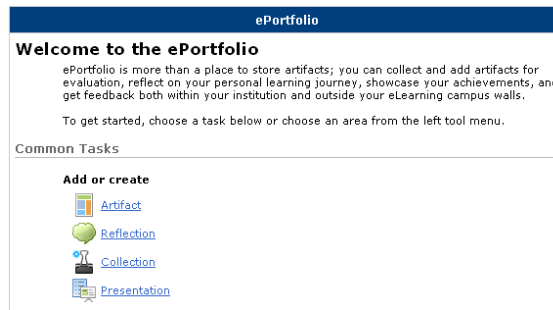 ePortfolio
Welcome to the ePortfolio
ePortfolio is more than a place to store artifacts; you can collect and add artifacts for
evaluation, reflect on your personal learning journey, showcase your achievements,
get feedback both within your institution and outside your eLearning campus walls.
To get started, choose a task below or choose an area from the left tool menu.
Common Tasks
Add or create
Artifact
Reflection
Collection
Presentation